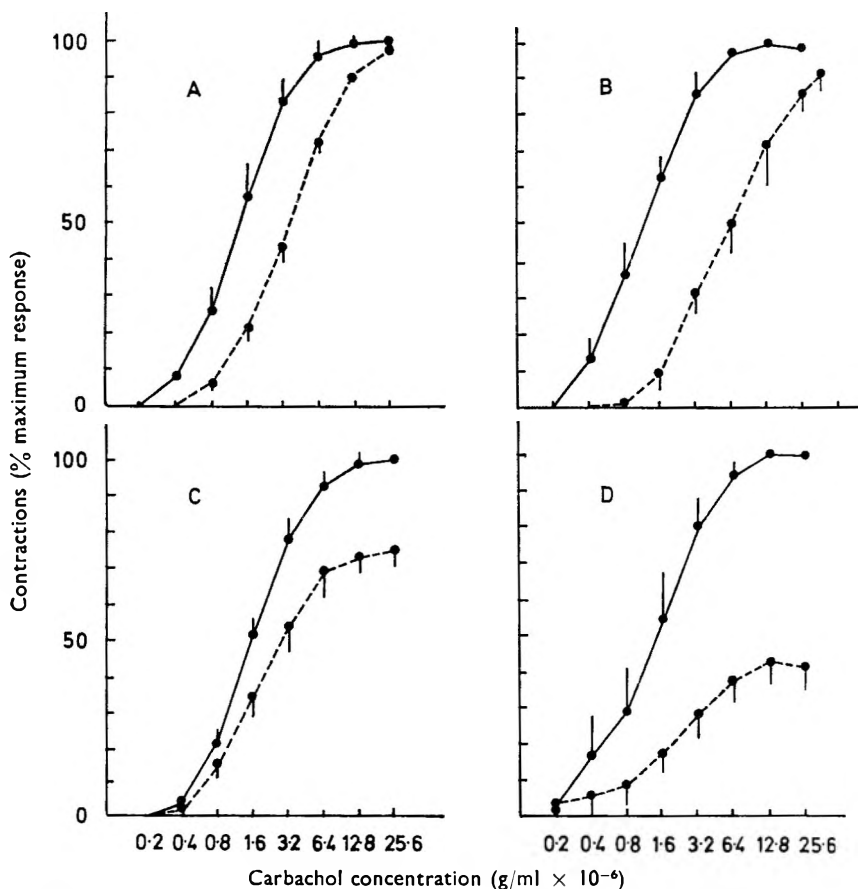 Contractions (% maximum response)
100
50
0
A
B
100
50
0
C
D
0·2 0·4 0·8 1·6 3·2 6·4 12·8 25·6
0·2 0·4 0·8 1·6 3·2 6·4 12·8 25·6
Carbachol concentration (g/ml × 10⁻⁶)